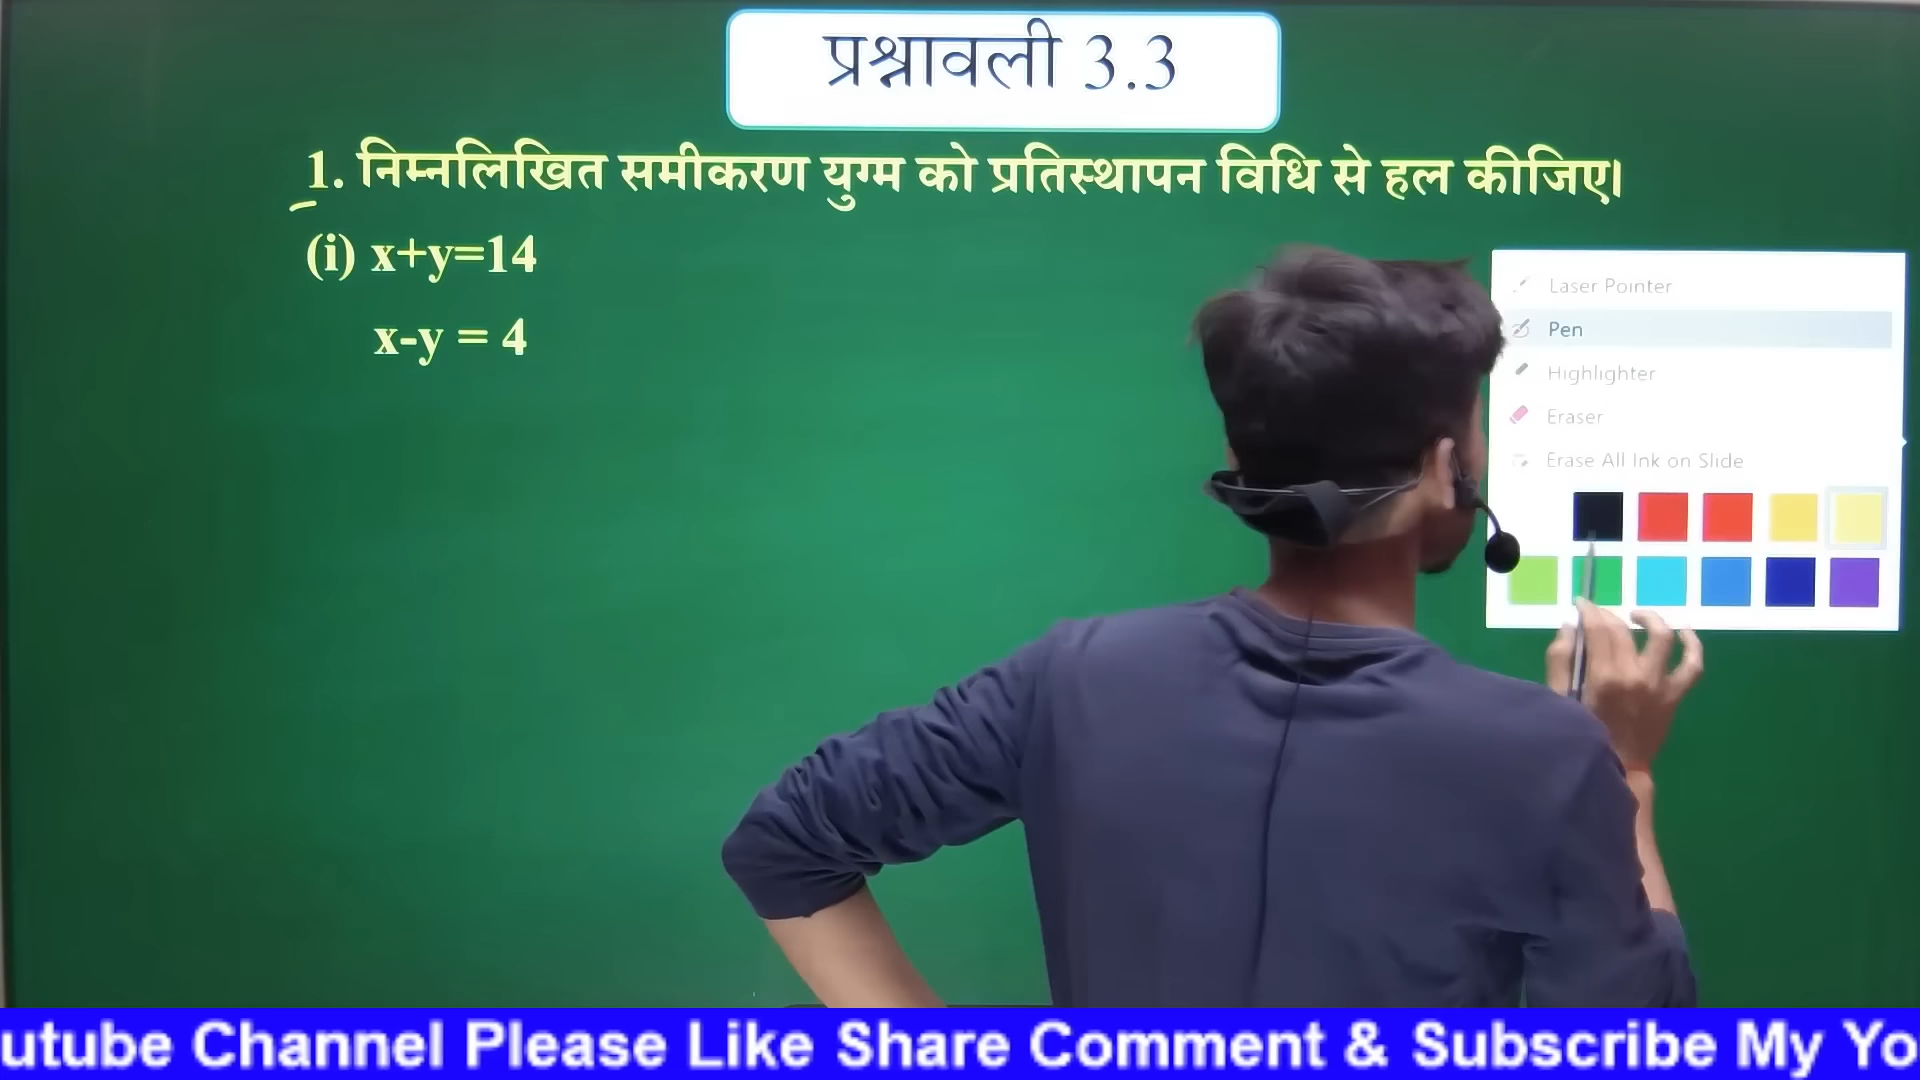 प्रश्नावली 3.3
1. निम्नलिखित समीकरण युग्म को प्रतिस्थापन विधि से हल कीजिए।
(i) x+y=14
x-y = 4
Laser Pointer
Pen
Highlighter
Eraser
Erase All Ink on Slide
utube Channel Please Like Share Comment & Subscribe My Yo